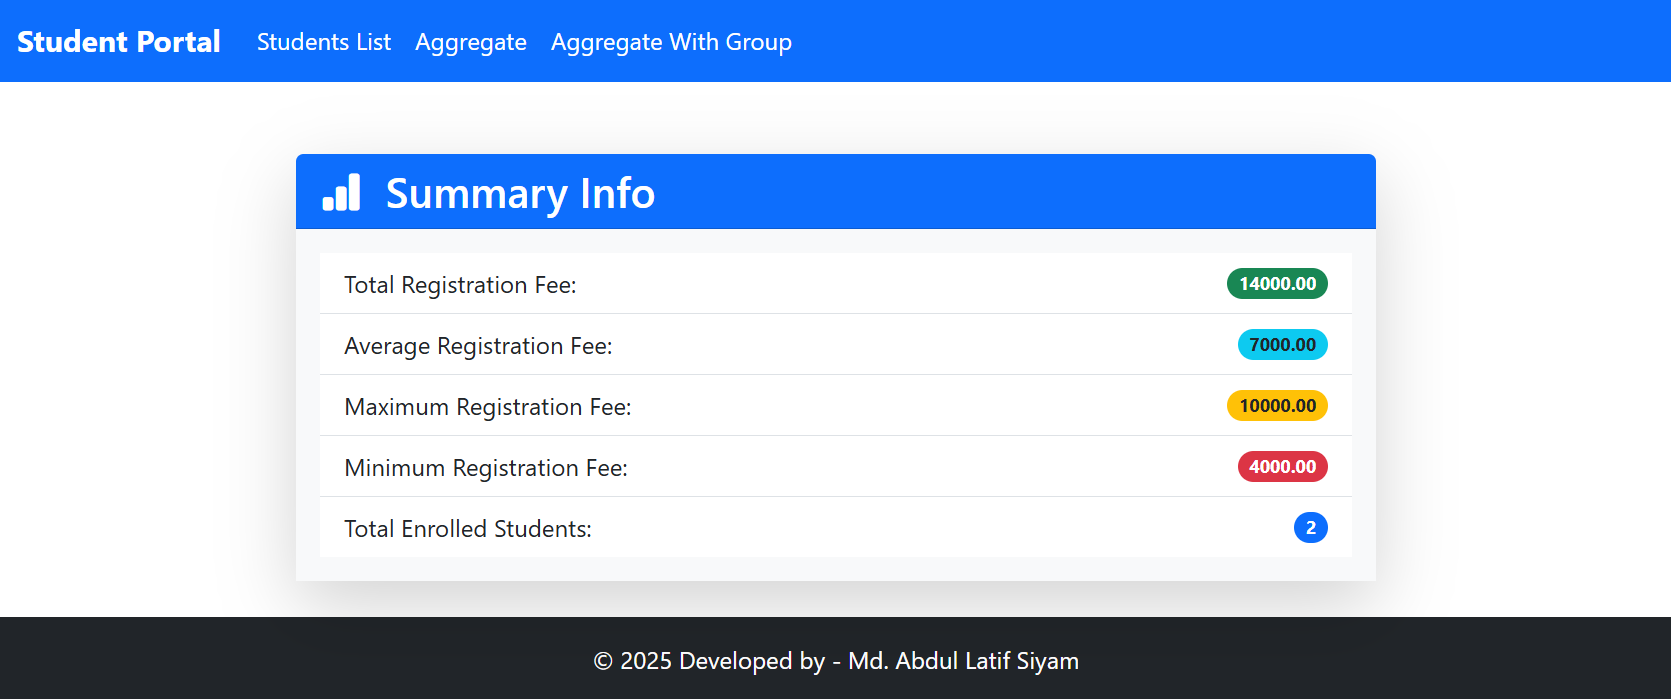 Student Portal Students List Aggregate Aggregate With Group
Summary Info
Total Registration Fee: 14000.00
Average Registration Fee: 7000.00
Maximum Registration Fee: 10000.00
Minimum Registration Fee: 4000.00
Total Enrolled Students: 2
© 2025 Developed by - Md. Abdul Latif Siyam